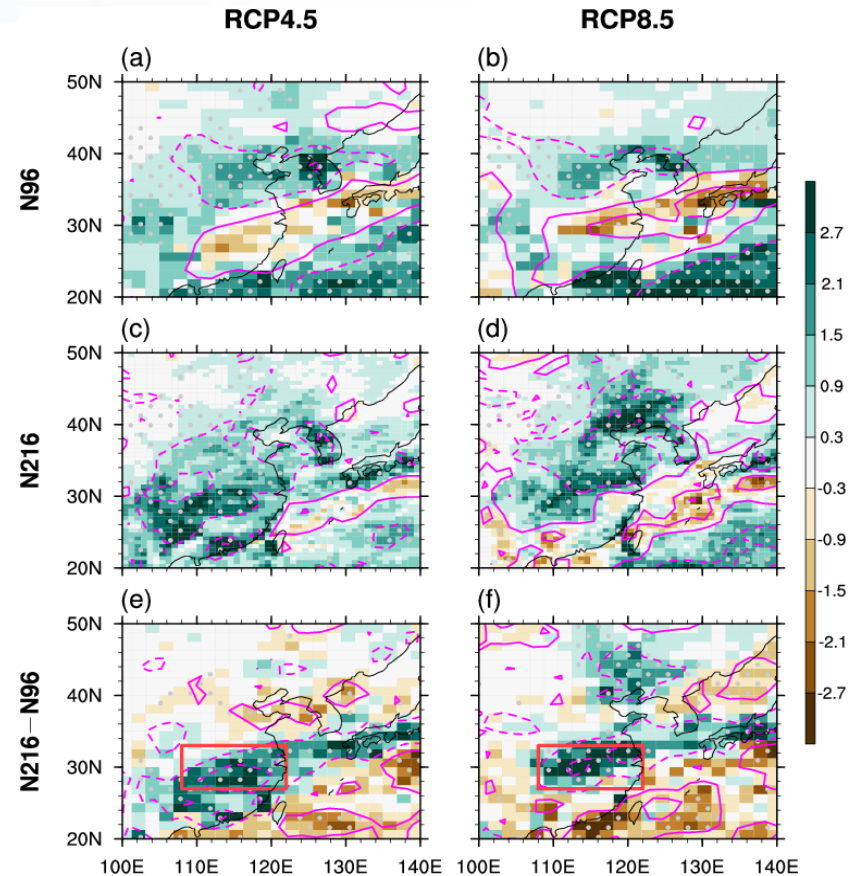 RCP4.5 RCP8.5
(a) (b)
N96
50N
40N
30N
20N
(c) (d)
N216
50N
40N
30N
20N
(e) (f)
N216−N96
50N
40N
30N
20N
100E 110E 120E 130E 140E 100E 110E 120E 130E 140E
2.7
2.1
1.5
0.9
0.3
-0.3
-0.9
-1.5
-2.1
-2.7